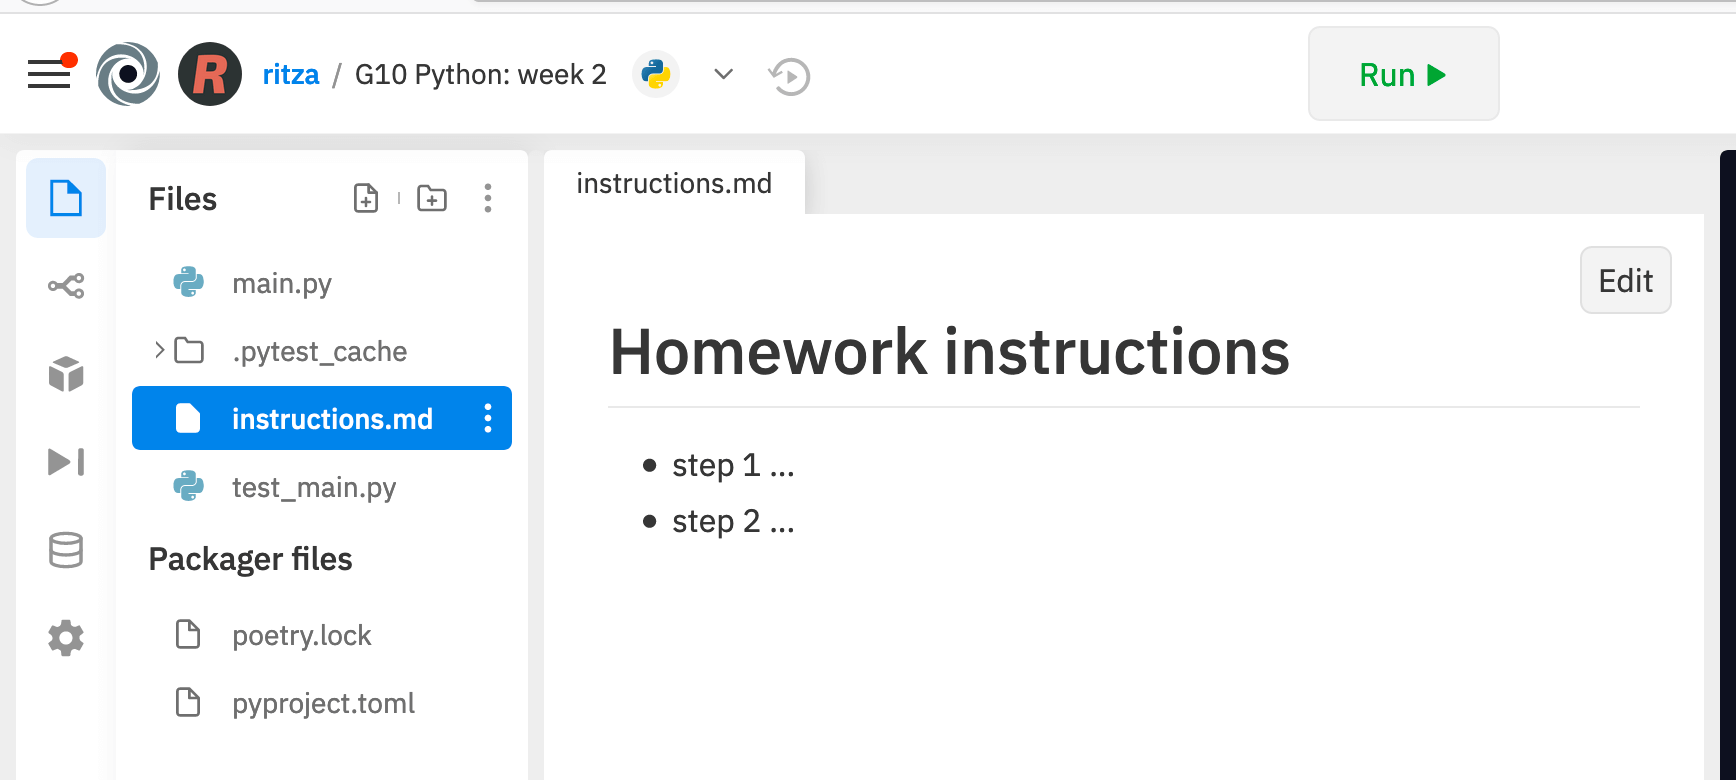 R
ritza / G10 Python: week 2
Run
Files
main.py
.pytest_cache
instructions.md
test_main.py
Packager files
poetry.lock
pyproject.toml
instructions.md
Edit
Homework instructions
step 1 ...
step 2 ...